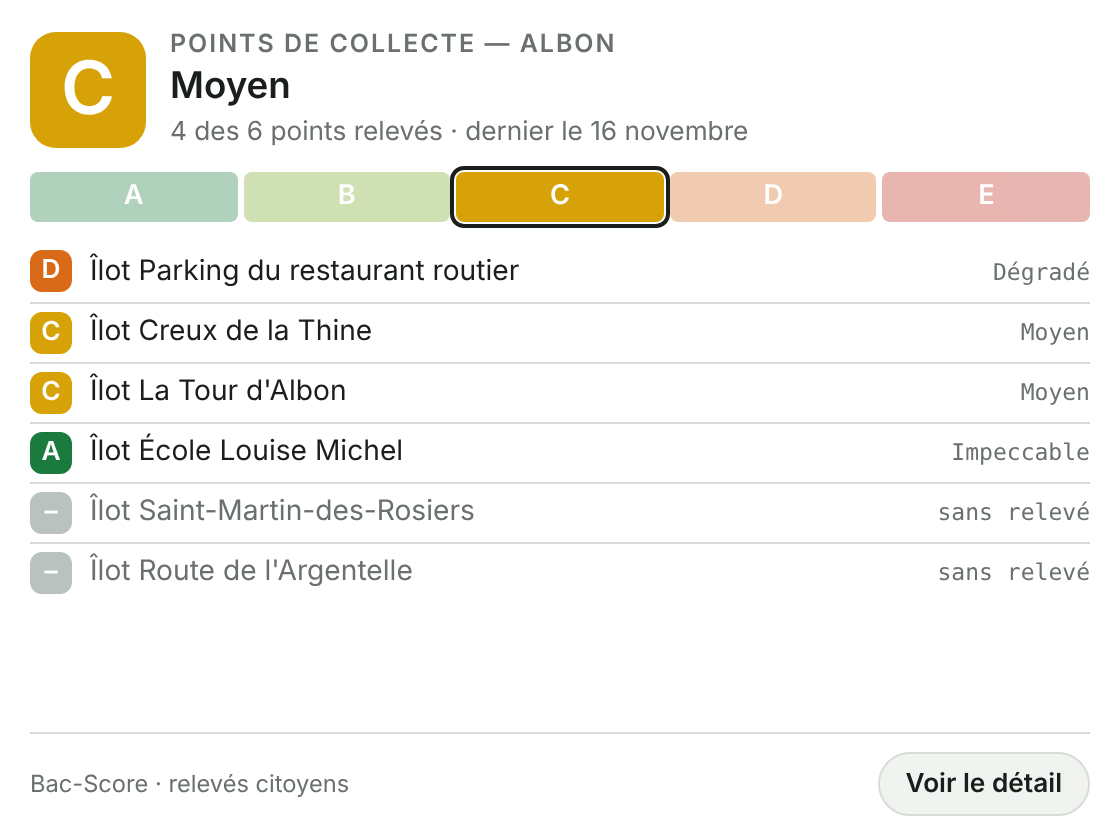 C
POINTS DE COLLECTE — ALBON
Moyen
4 des 6 points relevés · dernier le 16 novembre
A B C D E
D Îlot Parking du restaurant routier Dégradé
C Îlot Creux de la Thine Moyen
C Îlot La Tour d'Albon Moyen
A Îlot École Louise Michel Impeccable
– Îlot Saint-Martin-des-Rosiers sans relevé
– Îlot Route de l'Argentelle sans relevé
Bac-Score · relevés citoyens Voir le détail